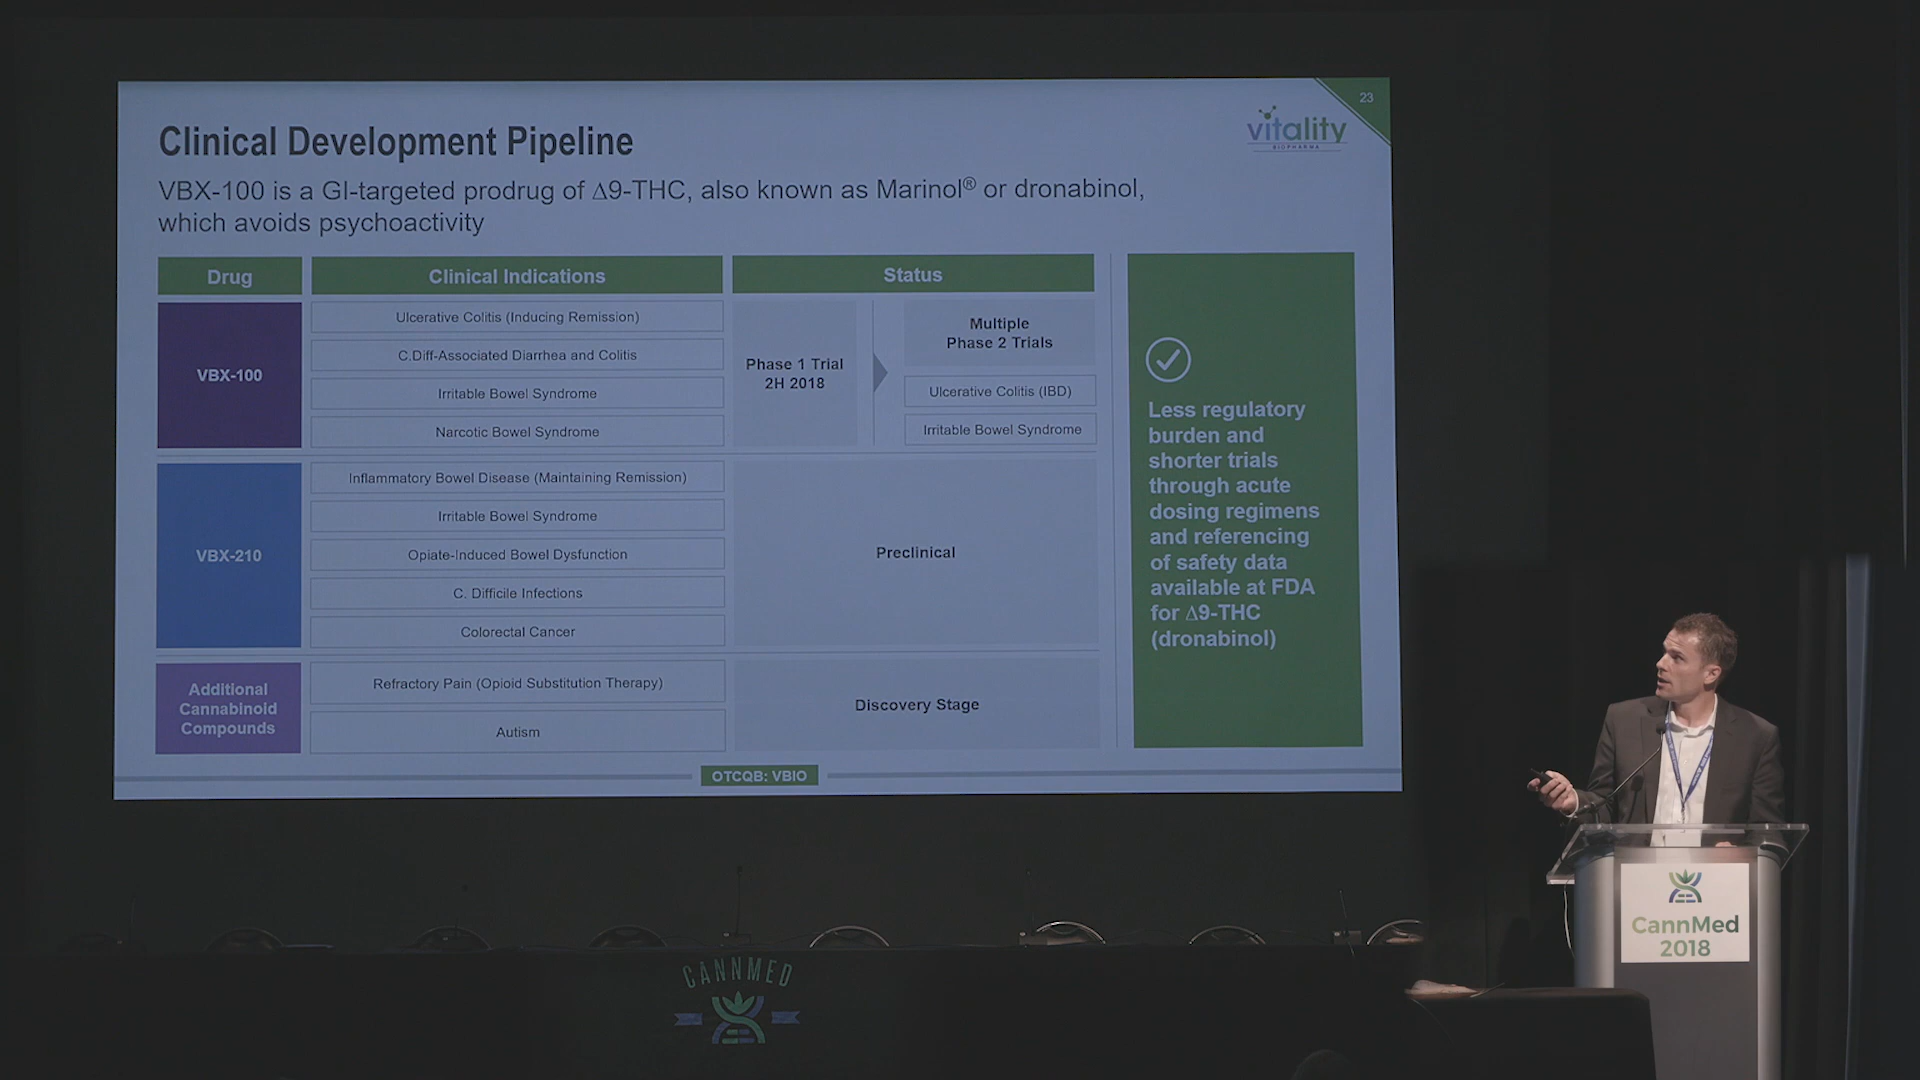 23
vitality
BIOPHARMA
Clinical Development Pipeline
VBX-100 is a GI-targeted prodrug of Δ9-THC, also known as Marinol® or dronabinol,
which avoids psychoactivity
Drug
Clinical Indications
Status
VBX-100
Ulcerative Colitis (Inducing Remission)
C.Diff-Associated Diarrhea and Colitis
Irritable Bowel Syndrome
Narcotic Bowel Syndrome
Phase 1 Trial
2H 2018
Multiple
Phase 2 Trials
Ulcerative Colitis (IBD)
Irritable Bowel Syndrome
VBX-210
Inflammatory Bowel Disease (Maintaining Remission)
Irritable Bowel Syndrome
Opiate-Induced Bowel Dysfunction
C. Difficile Infections
Colorectal Cancer
Preclinical
Additional
Cannabinoid
Compounds
Refractory Pain (Opioid Substitution Therapy)
Autism
Discovery Stage
Less regulatory
burden and
shorter trials
through acute
dosing regimens
and referencing
of safety data
available at FDA
for Δ9-THC
(dronabinol)
OTCQB: VBIO
CannMed
2018
CANNMED